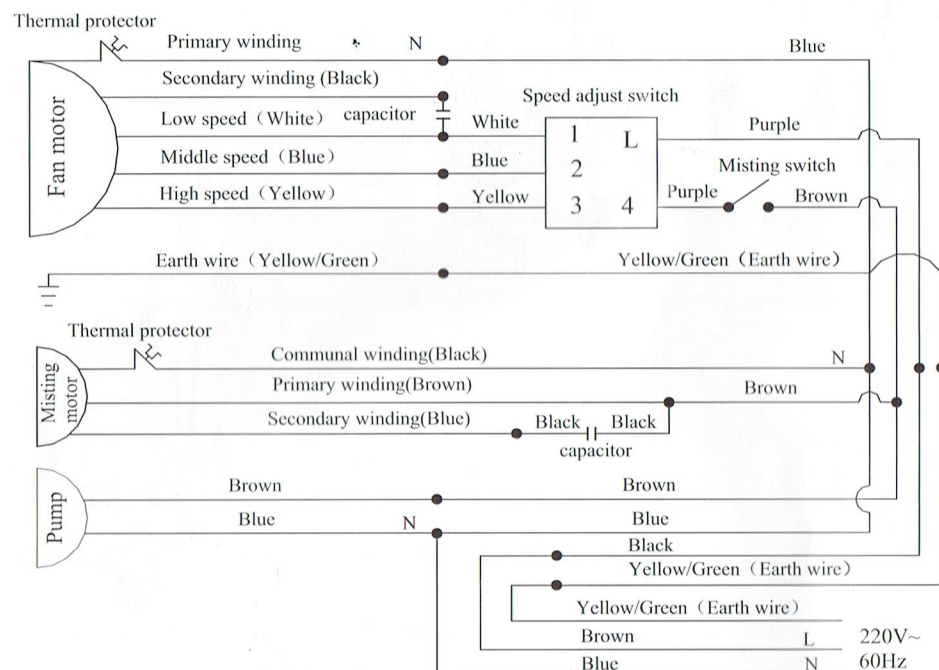 Thermal protector
Primary winding N Blue
Secondary winding (Black)
Speed adjust switch
Low speed（White） capacitor White 1 L Purple
Fan motor
Middle speed（Blue） Blue 2 Misting switch
High speed（Yellow） Yellow 3 4 Purple Brown
Earth wire（Yellow/Green） Yellow/Green（Earth wire）
Thermal protector
Communal winding(Black) N
Misting motor
Primary winding(Brown) Brown
Secondary winding(Blue) Black Black
capacitor
Brown Brown
Pump
Blue N Blue
Black
Yellow/Green（Earth wire）
Yellow/Green（Earth wire）
Brown L 220V~
Blue N 60Hz